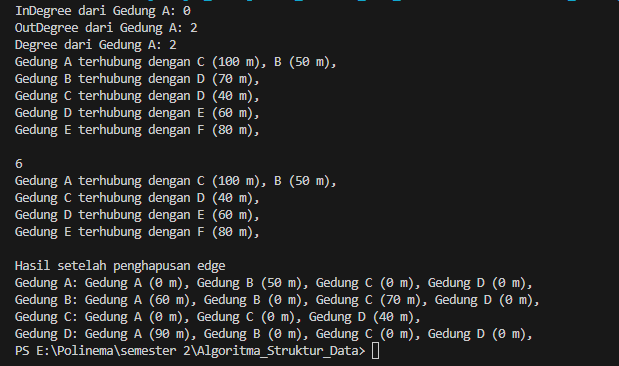 InDegree dari Gedung A: 0
OutDegree dari Gedung A: 2
Degree dari Gedung A: 2
Gedung A terhubung dengan C (100 m), B (50 m),
Gedung B terhubung dengan D (70 m),
Gedung C terhubung dengan D (40 m),
Gedung D terhubung dengan E (60 m),
Gedung E terhubung dengan F (80 m),
6
Gedung A terhubung dengan C (100 m), B (50 m),
Gedung C terhubung dengan D (40 m),
Gedung D terhubung dengan E (60 m),
Gedung E terhubung dengan F (80 m),
Hasil setelah penghapusan edge
Gedung A: Gedung A (0 m), Gedung B (50 m), Gedung C (0 m), Gedung D (0 m),
Gedung B: Gedung A (60 m), Gedung B (0 m), Gedung C (70 m), Gedung D (0 m),
Gedung C: Gedung A (0 m), Gedung C (0 m), Gedung D (40 m),
Gedung D: Gedung A (90 m), Gedung B (0 m), Gedung C (0 m), Gedung D (0 m),
PS E:\Polinema\semester 2\Algoritma_Struktur_Data>